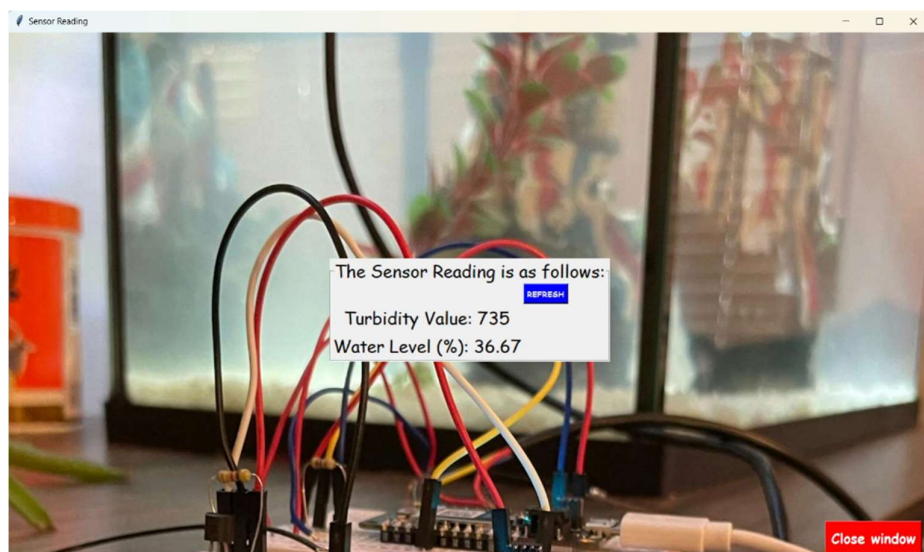 Sensor Reading
The Sensor Reading is as follows:
REFRESH
Turbidity Value: 735
Water Level (%): 36.67
Close window